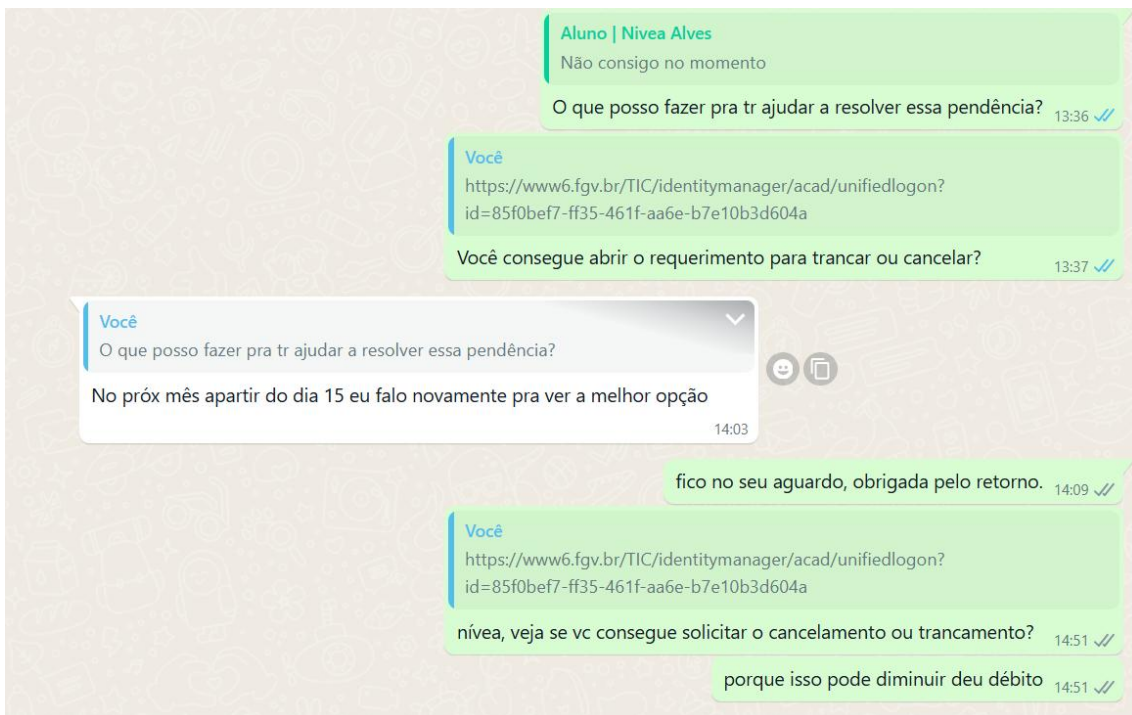 Aluno | Nivea Alves
Não consigo no momento
O que posso fazer pra tr ajudar a resolver essa pendência?
13:36
Você
https://www6.fgv.br/TIC/identitymanager/acad/unifiedlogon?
id=85f0bef7-ff35-461f-aa6e-b7e10b3d604a
Você consegue abrir o requerimento para trancar ou cancelar?
13:37
Você
O que posso fazer pra tr ajudar a resolver essa pendência?
No próx mês apartir do dia 15 eu falo novamente pra ver a melhor opção
14:03
fico no seu aguardo, obrigada pelo retorno.
14:09
Você
https://www6.fgv.br/TIC/identitymanager/acad/unifiedlogon?
id=85f0bef7-ff35-461f-aa6e-b7e10b3d604a
nívea, veja se vc consegue solicitar o cancelamento ou trancamento?
14:51
porque isso pode diminuir deu débito
14:51